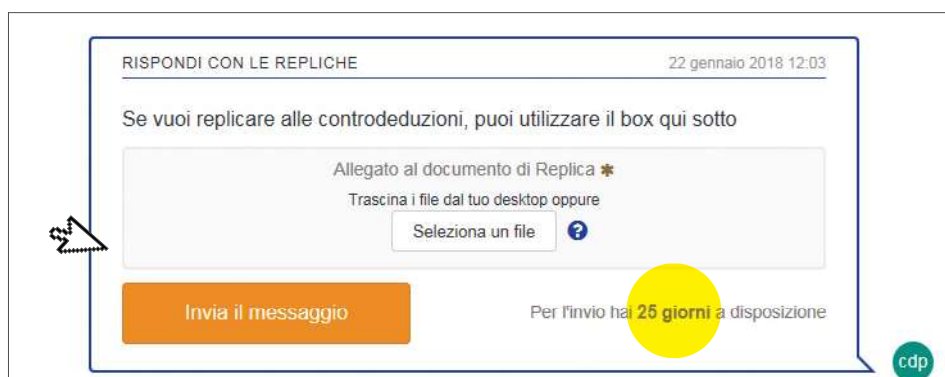 RISPONDI CON LE REPLICHE 22 gennaio 2018 12:03
Se vuoi replicare alle controdeduzioni, puoi utilizzare il box qui sotto
Allegato al documento di Replica ✱
Trascina i file dal tuo desktop oppure
Seleziona un file ?
Invia il messaggio Per l'invio hai 25 giorni a disposizione
cdp